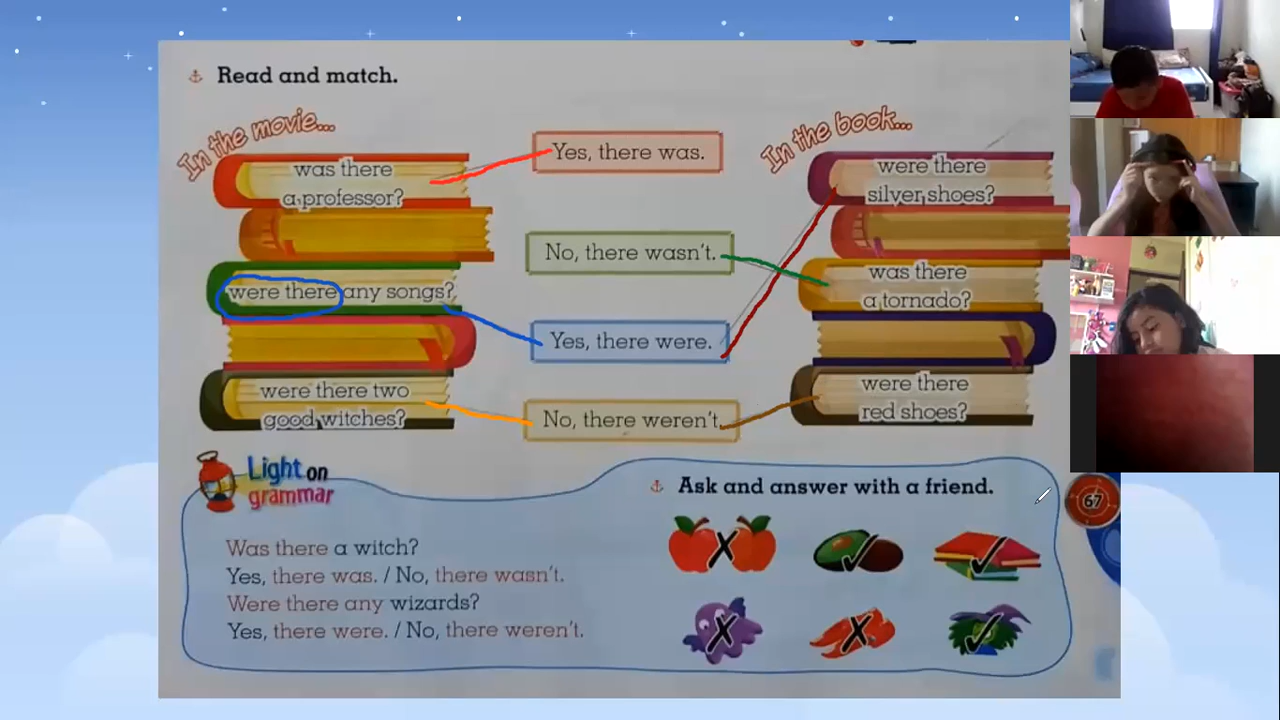 Read and match.
In the movie...
was there
a professor?
were there any songs?
were there two
good witches?
Yes, there was.
No, there wasn't.
Yes, there were.
No, there weren't.
In the book...
were there
silver shoes?
was there
a tornado?
were there
red shoes?
Light on
grammar
Was there a witch?
Yes, there was. / No, there wasn't.
Were there any wizards?
Yes, there were. / No, there weren't.
Ask and answer with a friend.
67